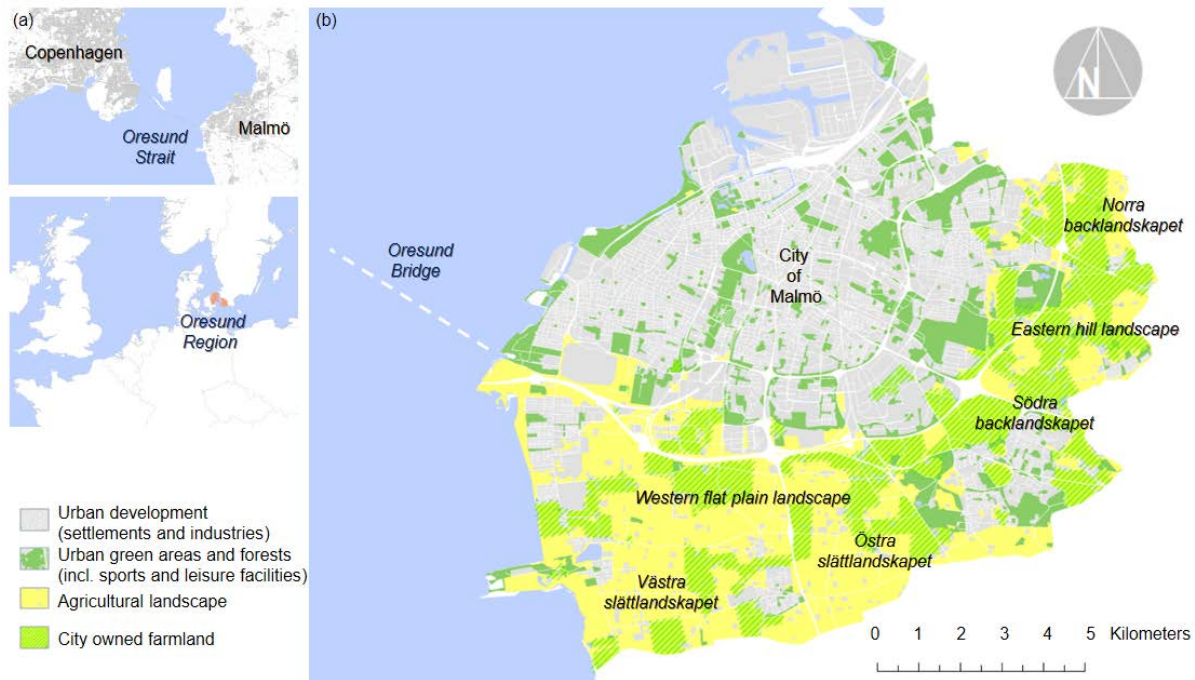 (a)
Copenhagen
Malmö
Oresund
Strait
Oresund
Region
Urban development
(settlements and industries)
Urban green areas and forests
(incl. sports and leisure facilities)
Agricultural landscape
City owned farmland
(b)
N
Oresund
Bridge
City
of
Malmö
Norra
backlandskapet
Eastern hill landscape
Södra
backlandskapet
Western flat plain landscape
Östra
slättlandskapet
Västra
slättlandskapet
0 1 2 3 4 5 Kilometers